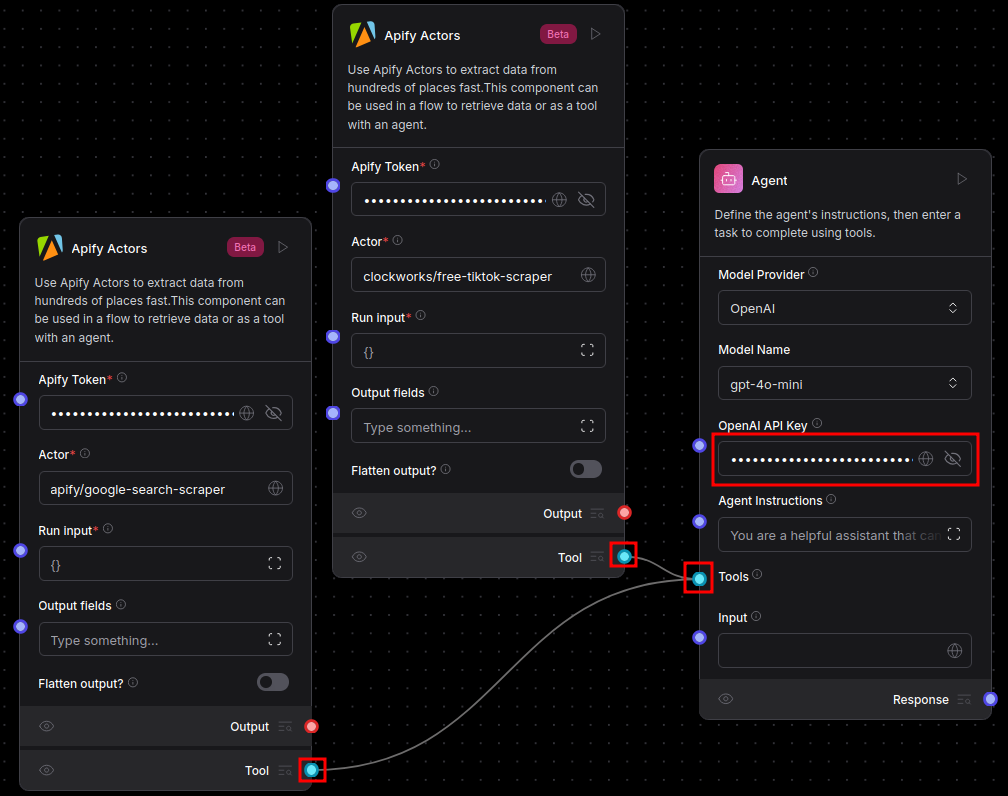 Apify Actors
Beta
Use Apify Actors to extract data from
hundreds of places fast.This component can
be used in a flow to retrieve data or as a tool
with an agent.
Apify Token*
••••••••••••••••••••••••••
Actor*
apify/google-search-scraper
Run input*
{}
Output fields
Type something...
Flatten output?
Output
Tool
Apify Actors
Beta
Use Apify Actors to extract data from
hundreds of places fast.This component can
be used in a flow to retrieve data or as a tool
with an agent.
Apify Token*
••••••••••••••••••••••••••
Actor*
clockworks/free-tiktok-scraper
Run input*
{}
Output fields
Type something...
Flatten output?
Output
Tool
Agent
Define the agent's instructions, then enter a
task to complete using tools.
Model Provider
OpenAI
Model Name
gpt-4o-mini
OpenAI API Key
••••••••••••••••••••••••••
Agent Instructions
You are a helpful assistant that can
Tools
Input
Response